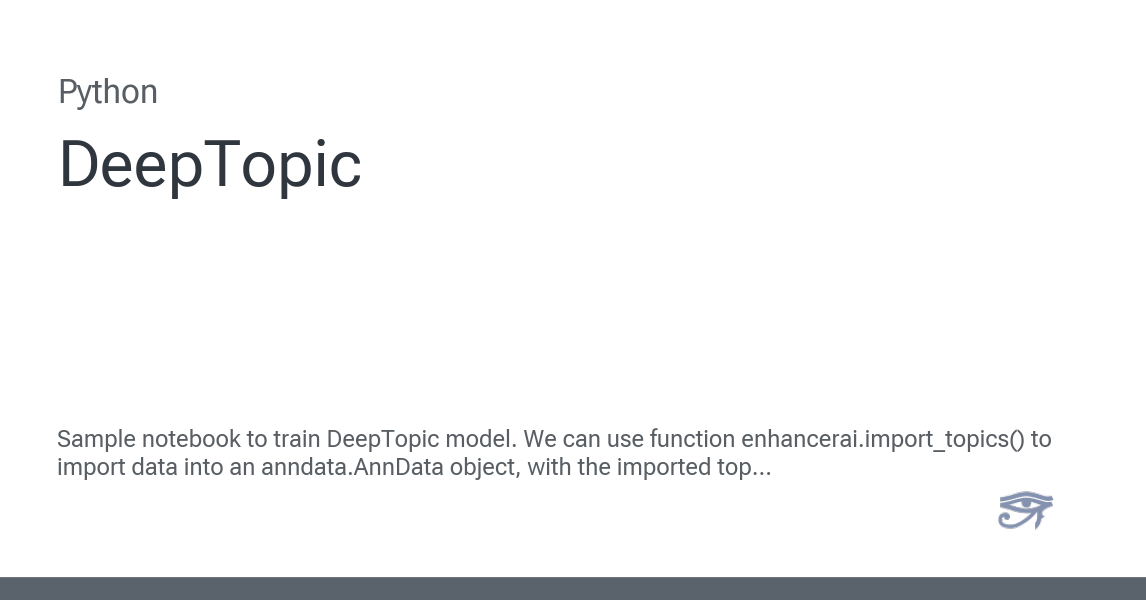 Python
DeepTopic
Sample notebook to train DeepTopic model. We can use function enhancerai.import_topics() to
import data into an anndata.AnnData object, with the imported top...